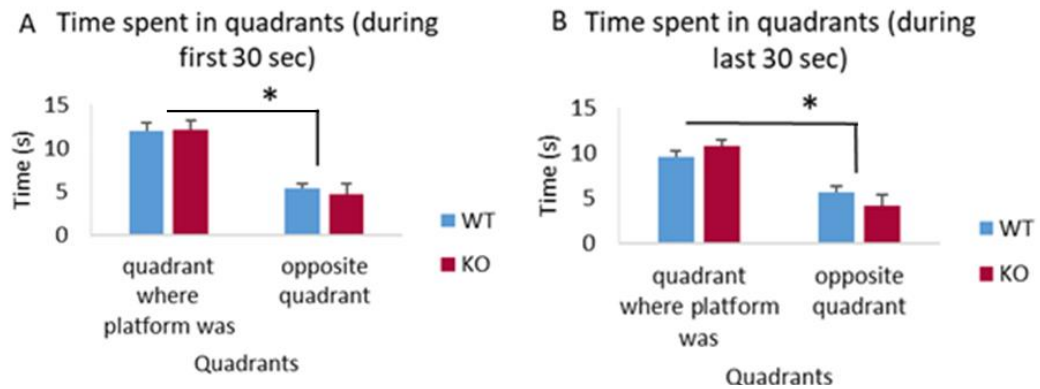 A Time spent in quadrants (during
first 30 sec)
*
15
10
5
0
Time (s)
quadrant
where
platform was
opposite
quadrant
Quadrants
WT
KO
B Time spent in quadrants (during
last 30 sec)
*
15
10
5
0
Time (s)
quadrant
where platform
was
opposite
quadrant
Quadrants
WT
KO